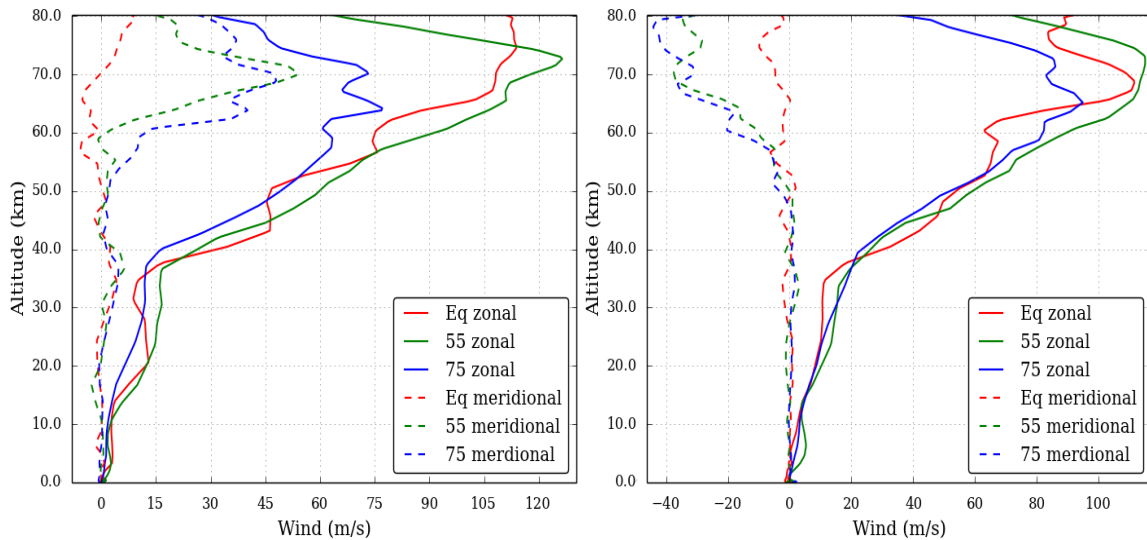 80.0
70.0
60.0
50.0
40.0
30.0
20.0
10.0
0.0
Altitude (km)
0 15 30 45 60 75 90 105 120
Wind (m/s)
Eq zonal
55 zonal
75 zonal
Eq meridional
55 meridional
75 merdional
80.0
70.0
60.0
50.0
40.0
30.0
20.0
10.0
0.0
Altitude (km)
−40 −20 0 20 40 60 80 100
Wind (m/s)
Eq zonal
55 zonal
75 zonal
Eq meridional
55 meridional
75 merdional